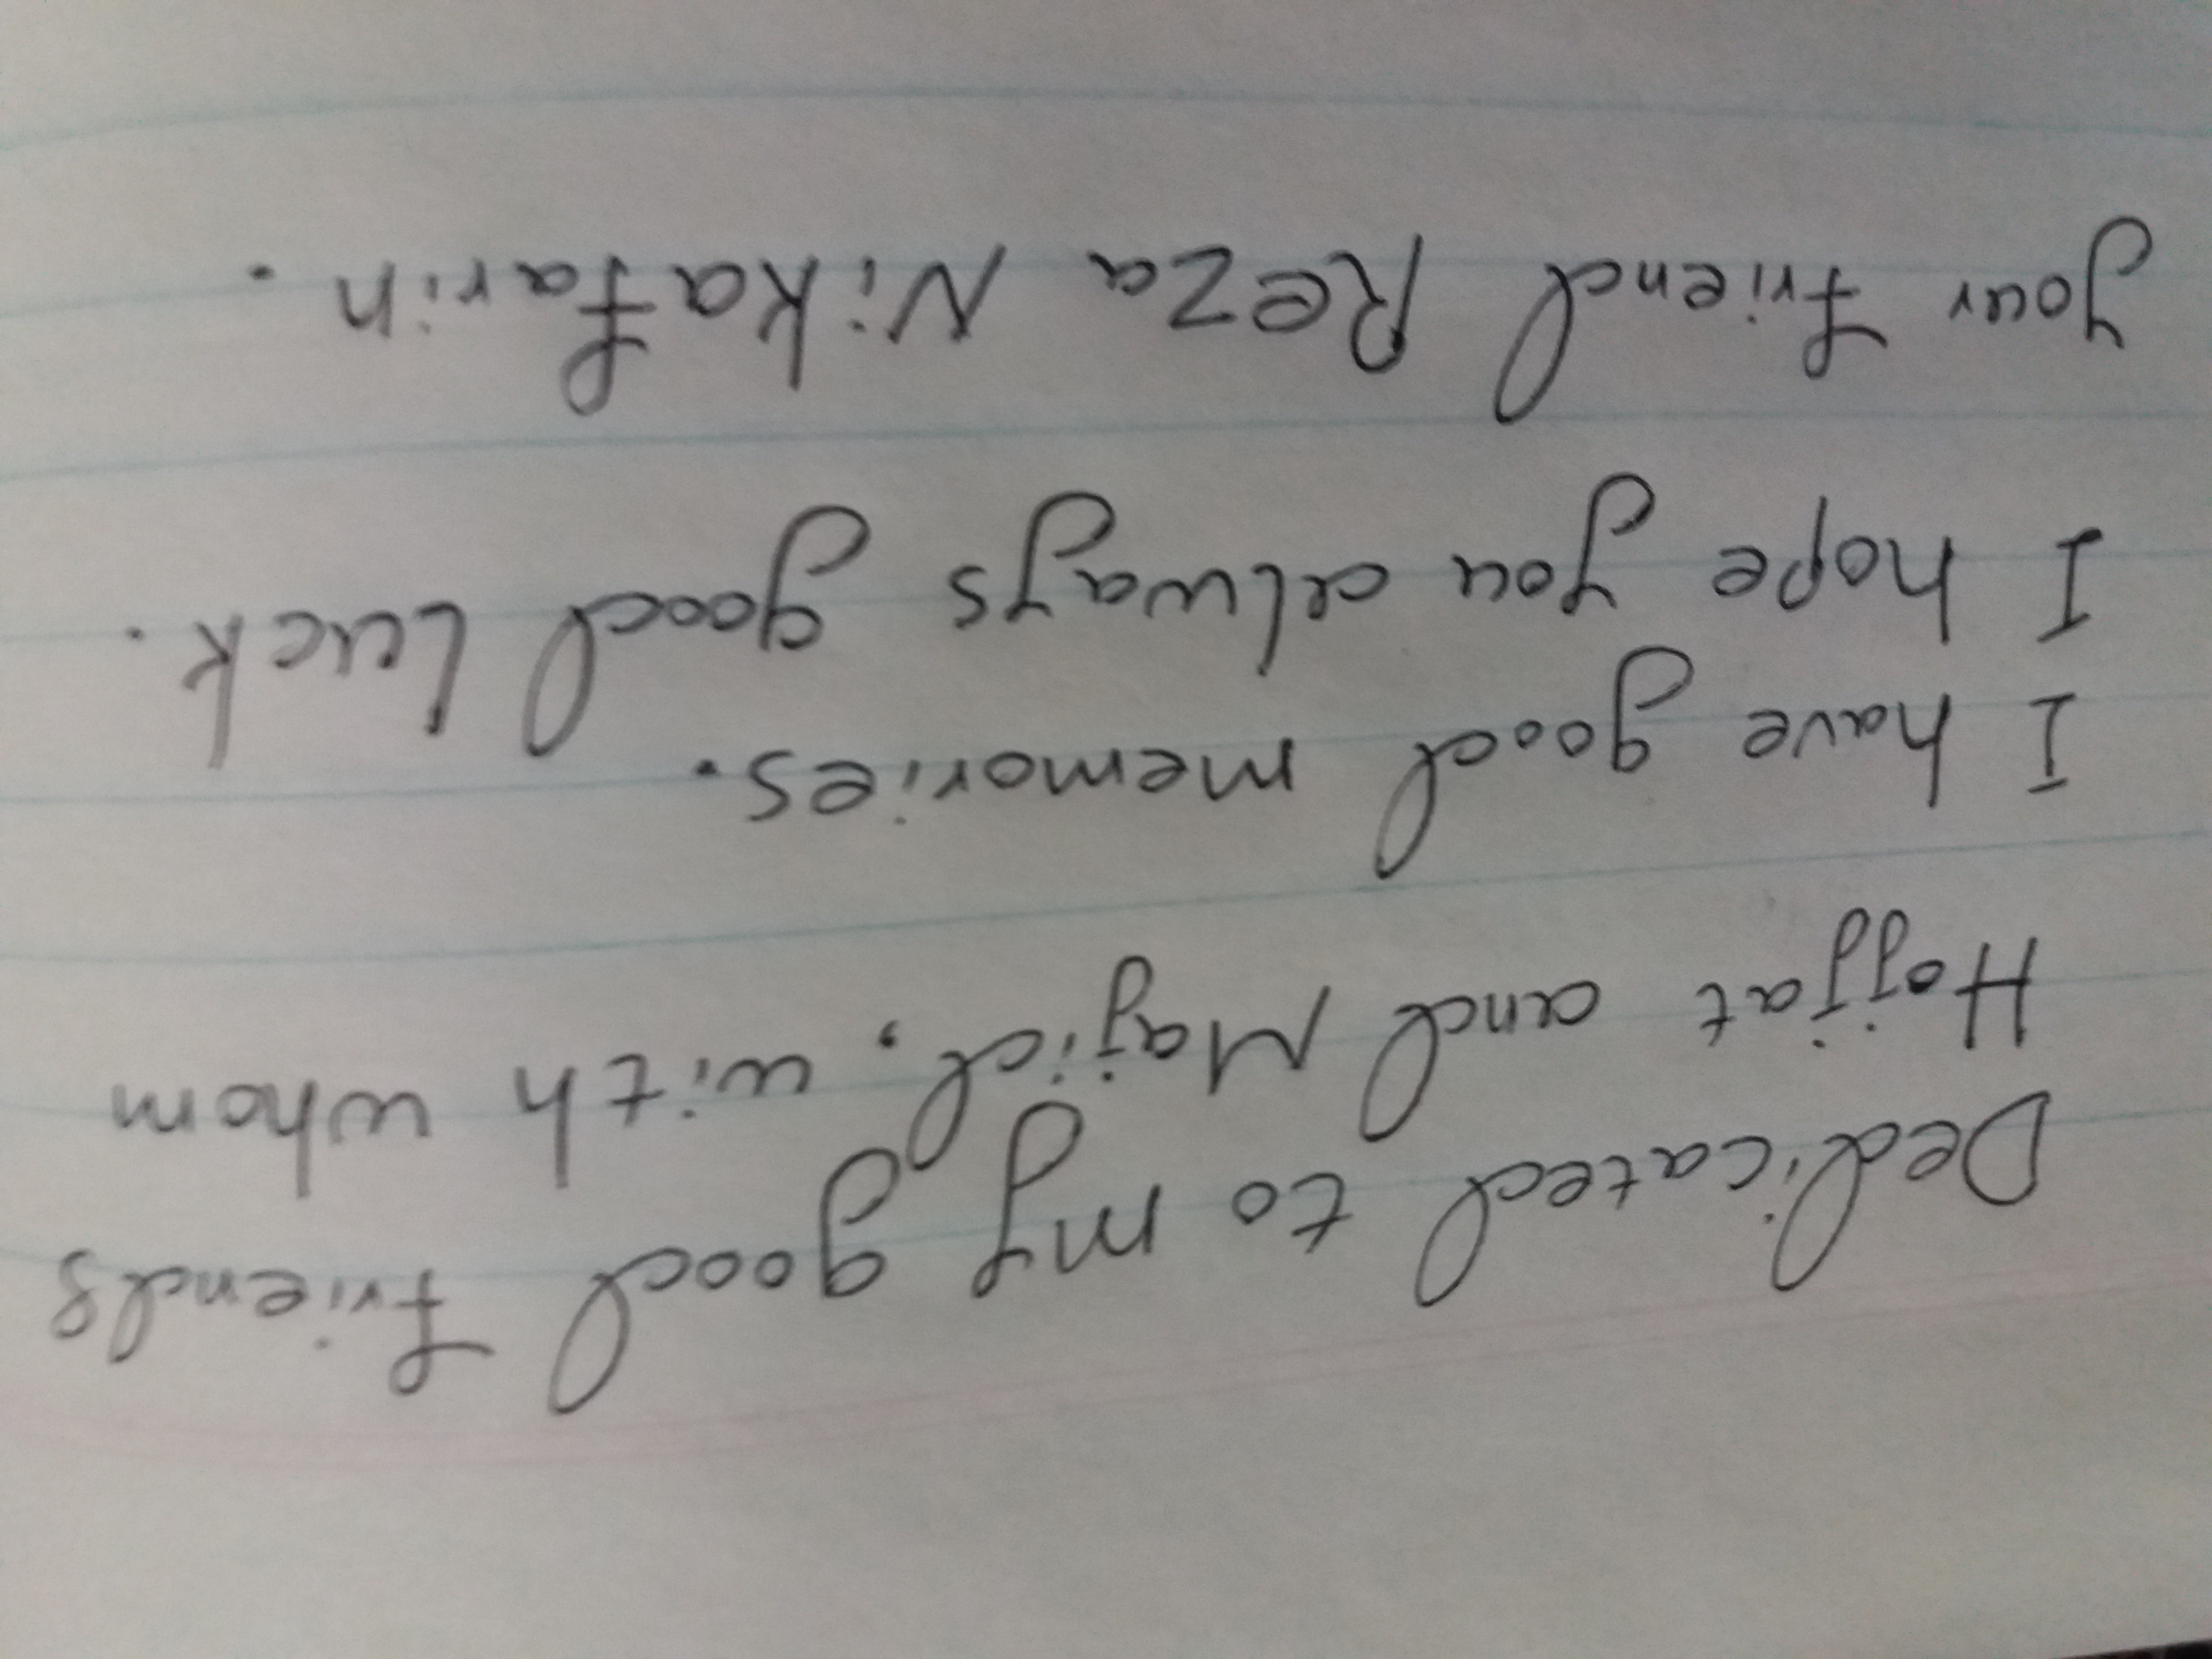 Dedicated to my good friends
Hojjat and Majid, with whom
I have good memories.
I hope you always good luck.
your friend Reza Nikafarin.